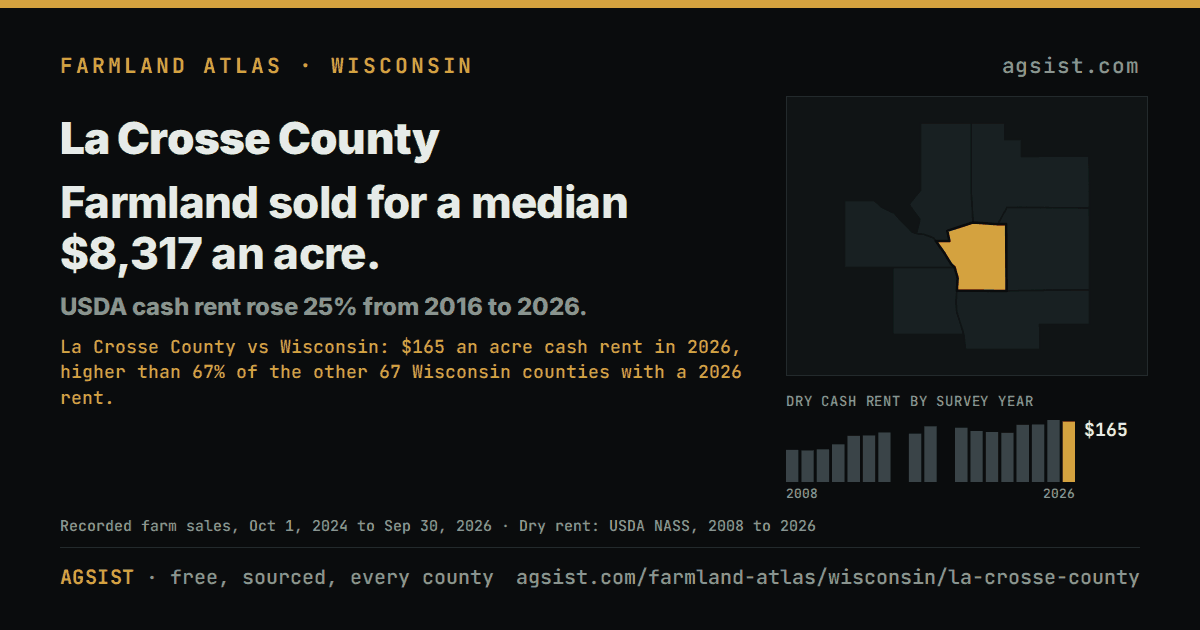 FARMLAND ATLAS · WISCONSIN
agsist.com
La Crosse County
Farmland sold for a median
$8,317 an acre.
USDA cash rent rose 25% from 2016 to 2026.
La Crosse County vs Wisconsin: $165 an acre cash rent in 2026,
higher than 67% of the other 67 Wisconsin counties with a 2026
rent.
DRY CASH RENT BY SURVEY YEAR
$165
2008
2026
Recorded farm sales, Oct 1, 2024 to Sep 30, 2026 · Dry rent: USDA NASS, 2008 to 2026
AGSIST · free, sourced, every county
agsist.com/farmland-atlas/wisconsin/la-crosse-county